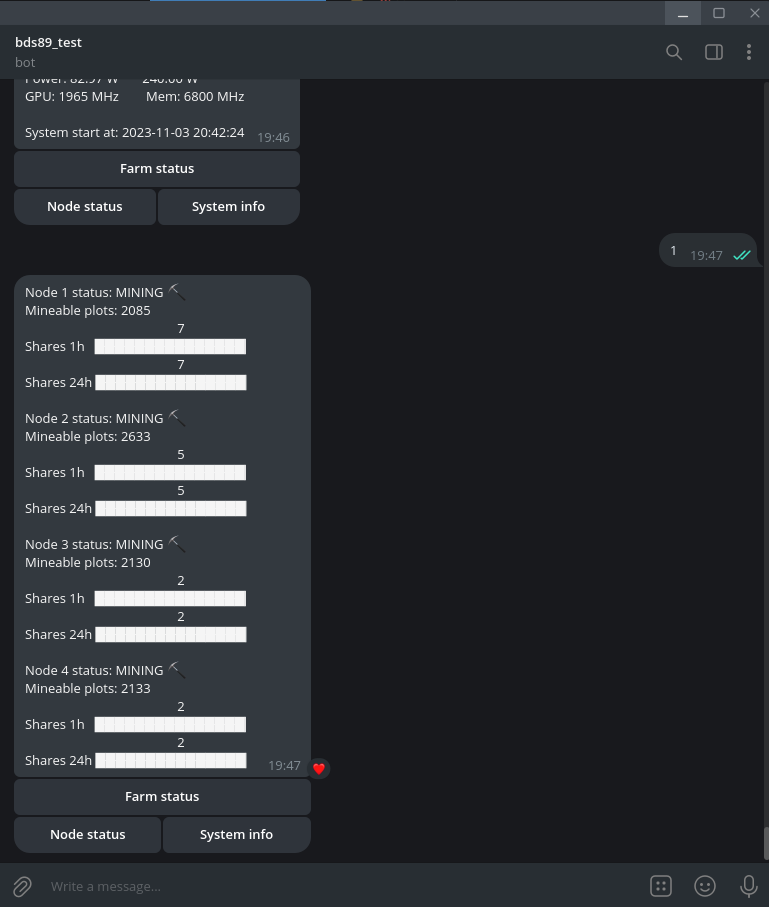 bds89_test
bot
Power: 82.97 W 240.00 W
GPU: 1965 MHz Mem: 6800 MHz
System start at: 2023-11-03 20:42:24 19:46
Farm status
Node status System info
1 19:47
Node 1 status: MINING
Mineable plots: 2085
7
Shares 1h
7
Shares 24h
Node 2 status: MINING
Mineable plots: 2633
5
Shares 1h
5
Shares 24h
Node 3 status: MINING
Mineable plots: 2130
2
Shares 1h
2
Shares 24h
Node 4 status: MINING
Mineable plots: 2133
2
Shares 1h
2
Shares 24h 19:47
Farm status
Node status System info
Write a message...